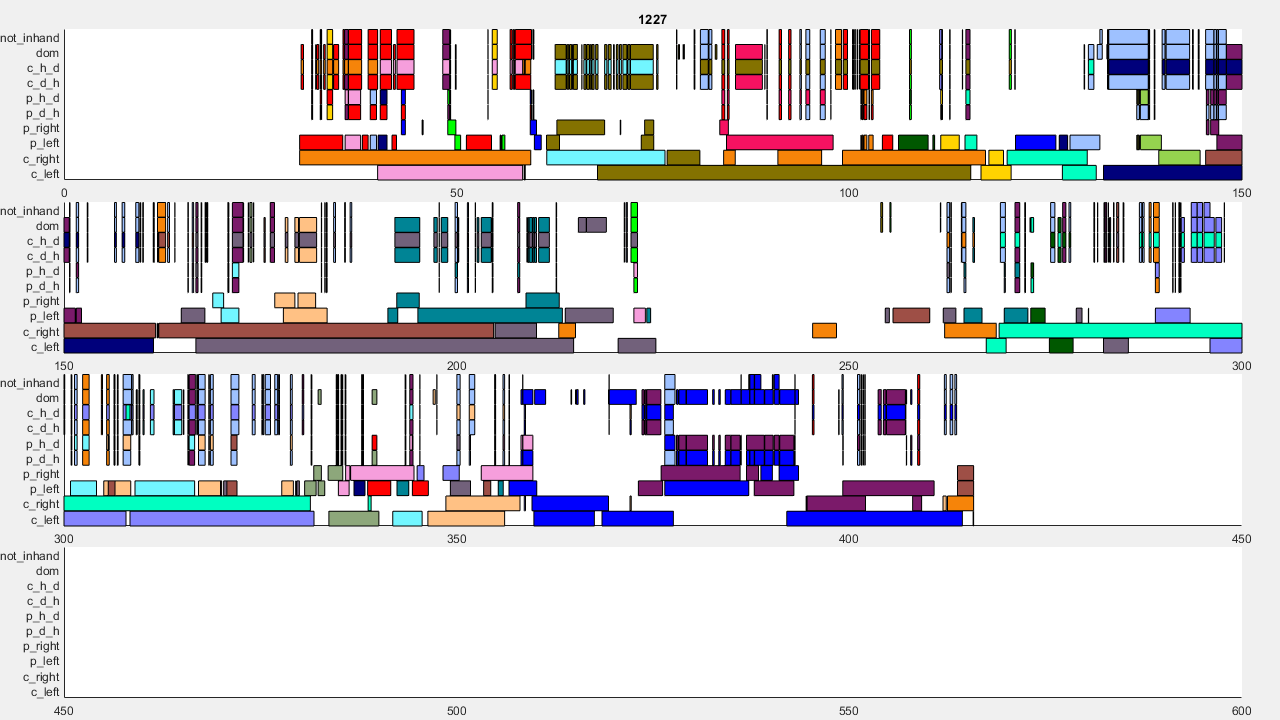 1227
not_inhand
dom
c_h_d
c_d_h
p_h_d
p_d_h
p_right
p_left
c_right
c_left
0 50 100 150
not_inhand
dom
c_h_d
c_d_h
p_h_d
p_d_h
p_right
p_left
c_right
c_left
150 200 250 300
not_inhand
dom
c_h_d
c_d_h
p_h_d
p_d_h
p_right
p_left
c_right
c_left
300 350 400 450
not_inhand
dom
c_h_d
c_d_h
p_h_d
p_d_h
p_right
p_left
c_right
c_left
450 500 550 600